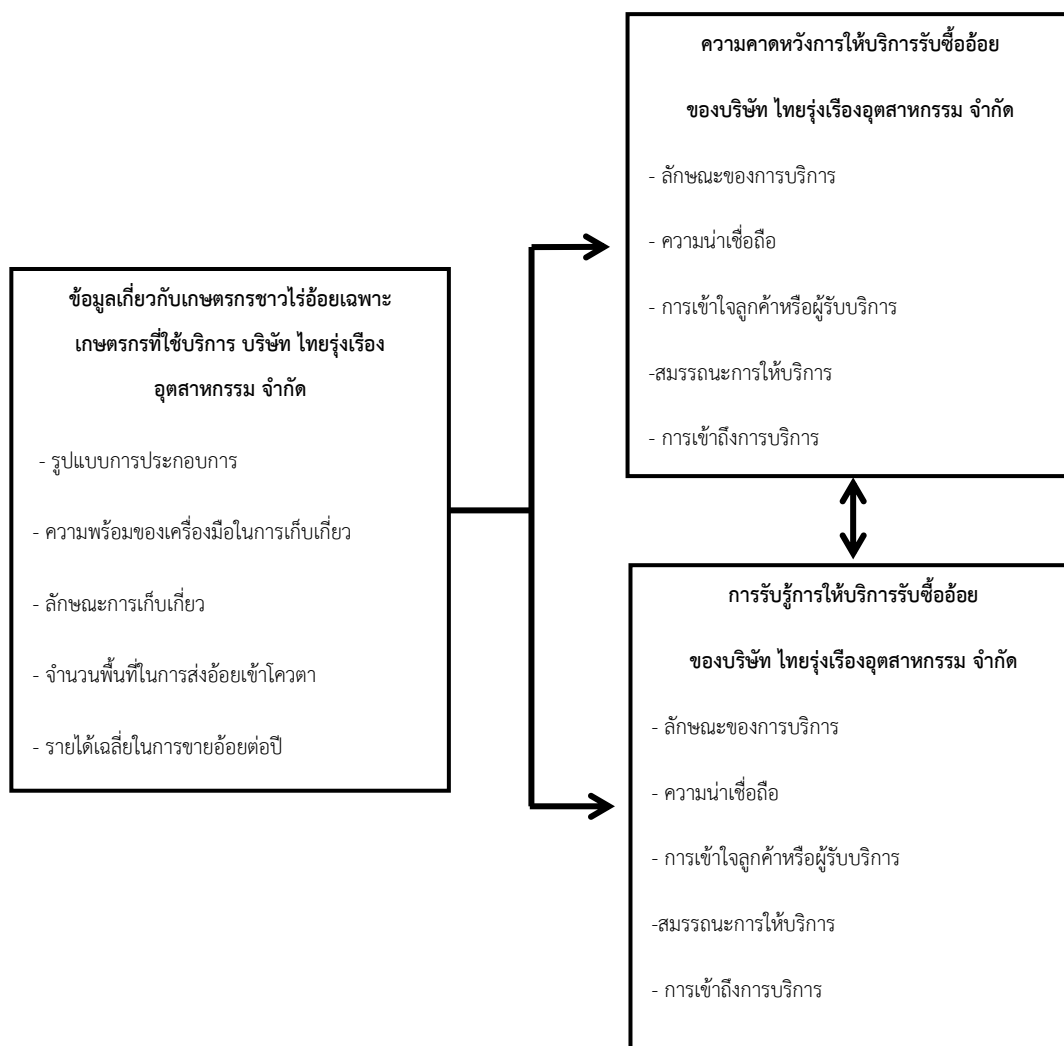 ความคาดหวังการให้บริการรับซื้ออ้อย
ของบริษัท ไทยรุ่งเรืองอุตสาหกรรม จำกัด
- ลักษณะของการบริการ
- ความน่าเชื่อถือ
- การเข้าใจลูกค้าหรือผู้รับบริการ
-สมรรถนะการให้บริการ
- การเข้าถึงการบริการ
ข้อมูลเกี่ยวกับเกษตรกรชาวไร่อ้อยเฉพาะ
เกษตรกรที่ใช้บริการ บริษัท ไทยรุ่งเรือง
อุตสาหกรรม จำกัด
- รูปแบบการประกอบการ
- ความพร้อมของเครื่องมือในการเก็บเกี่ยว
- ลักษณะการเก็บเกี่ยว
- จำนวนพื้นที่ในการส่งอ้อยเข้าโควตา
- รายได้เฉลี่ยในการขายอ้อยต่อปี
การรับรู้การให้บริการรับซื้ออ้อย
ของบริษัท ไทยรุ่งเรืองอุตสาหกรรม จำกัด
- ลักษณะของการบริการ
- ความน่าเชื่อถือ
- การเข้าใจลูกค้าหรือผู้รับบริการ
-สมรรถนะการให้บริการ
- การเข้าถึงการบริการ